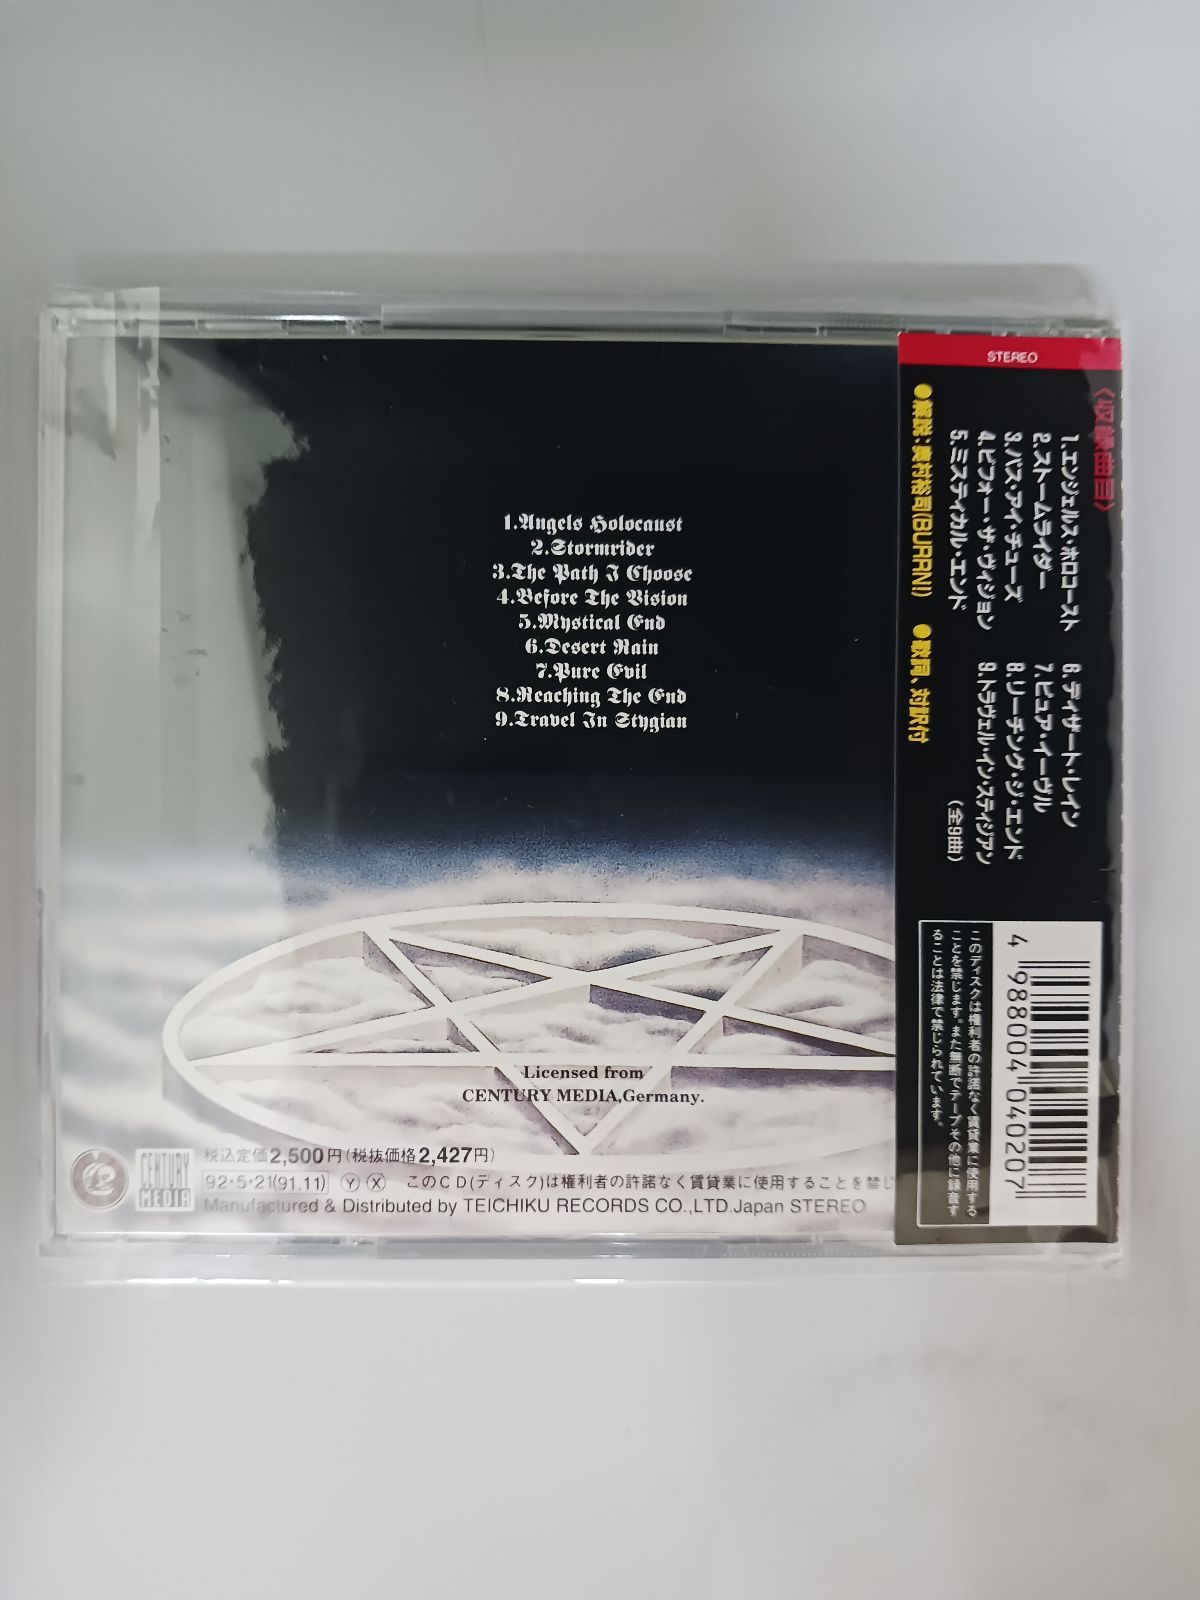 1.Angels Holocaust
2.Stormrider
3.The Path I Choose
4.Before The Vision
5.Mystical End
6.Desert Rain
7.Pure Evil
8.Reaching The End
9.Travel In Stygian
Licensed from
CENTURY MEDIA,Germany.
CENTURY
MEDIA
税込定価2,500円(税抜価格2,427円)
92・5・21(91.11) Y X このCD(ディスク)は権利者の許諾なく賃貸業に使用することを禁じ
Manufactured & Distributed by TEICHIKU RECORDS CO.,LTD.Japan STEREO
STEREO
〈収録曲目〉
1.エンジェルス・ホロコースト
2.ストームライダー
3.パス・アイ・チューズ
4.ビフォー・ザ・ヴィジョン
5.ミスティカル・エンド
6.ディザート・レイン
7.ピュア・イーヴル
8.リーチング・ジ・エンド
9.トラヴェル・イン・スティジアン
(全9曲)
●解説:奥村裕司(BURRN!) ●歌詞、対訳付
4 988004 040207
このディスクは権利者の許諾なく賃貸業に使用する
ことを禁じます。また無断でテープその他に録音す
ることは法律で禁じられています。